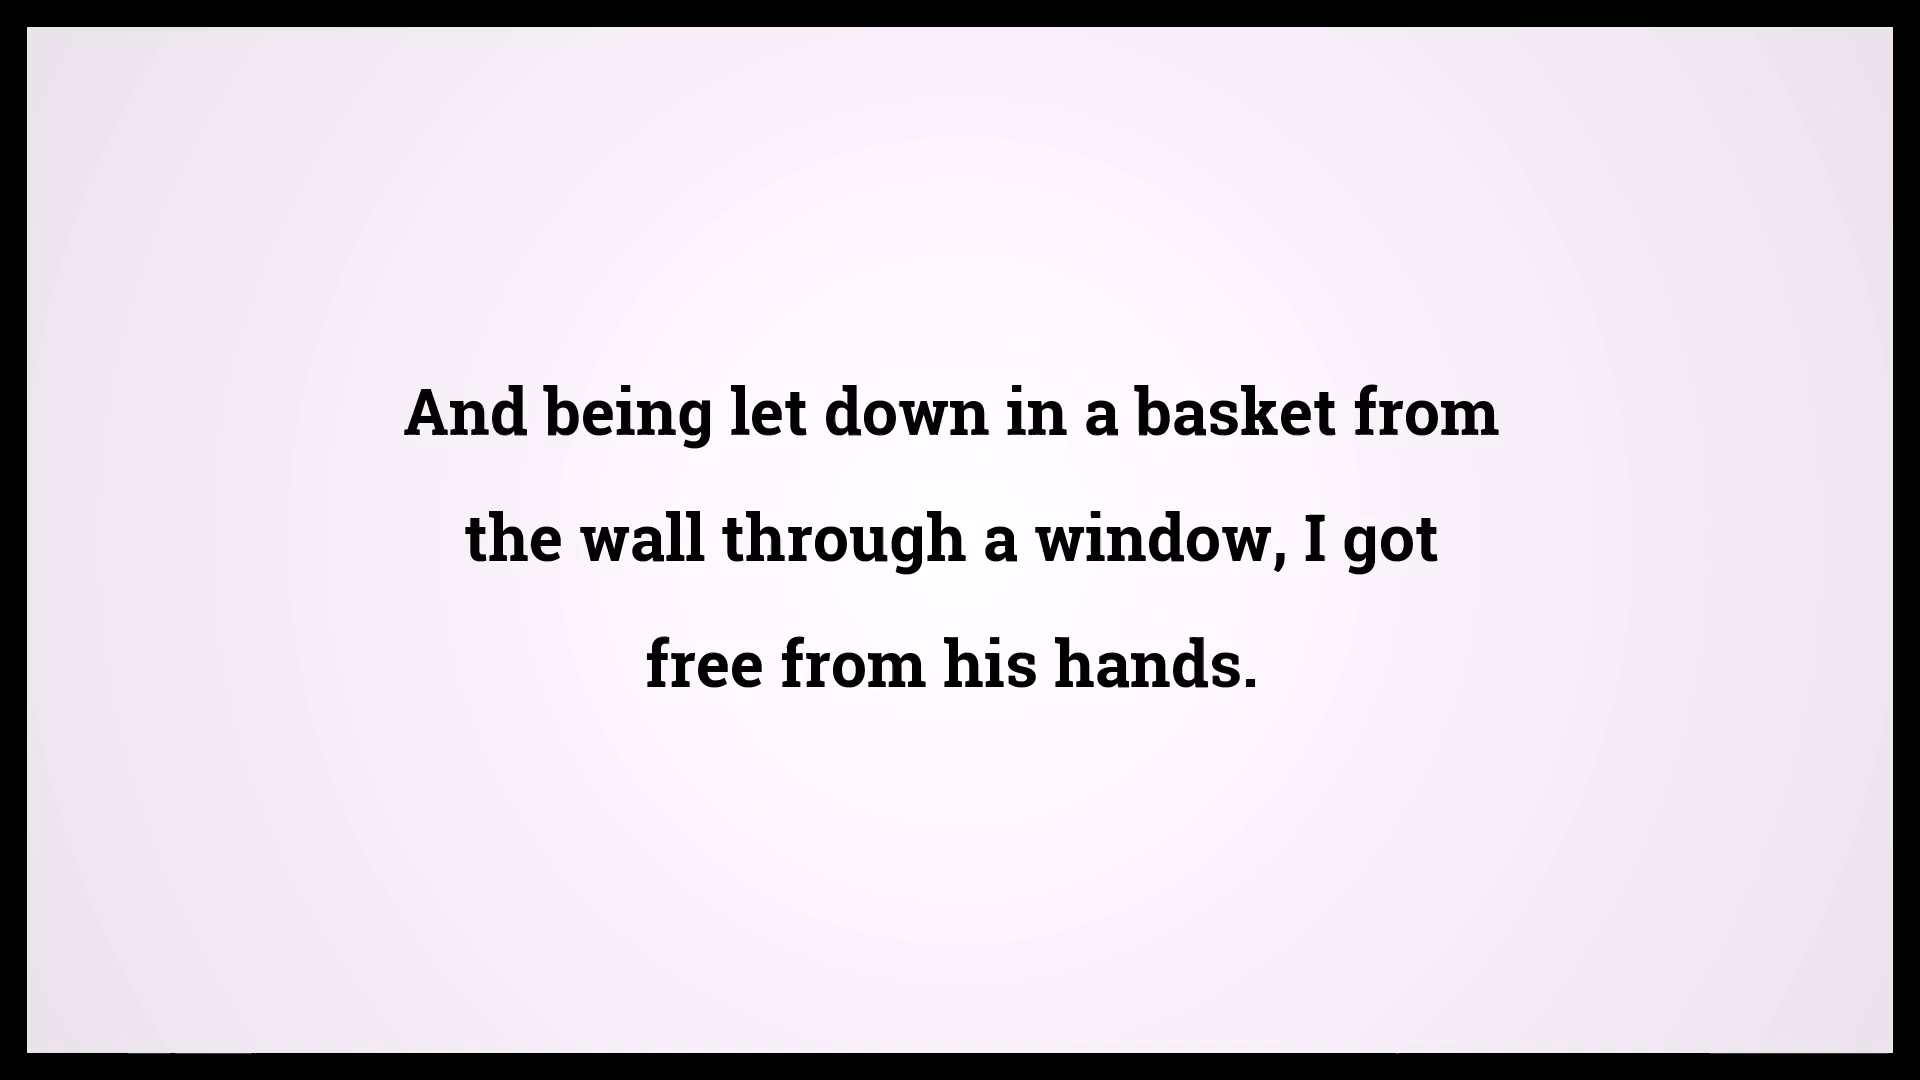 And being let down in a basket from
the wall through a window, I got
free from his hands.